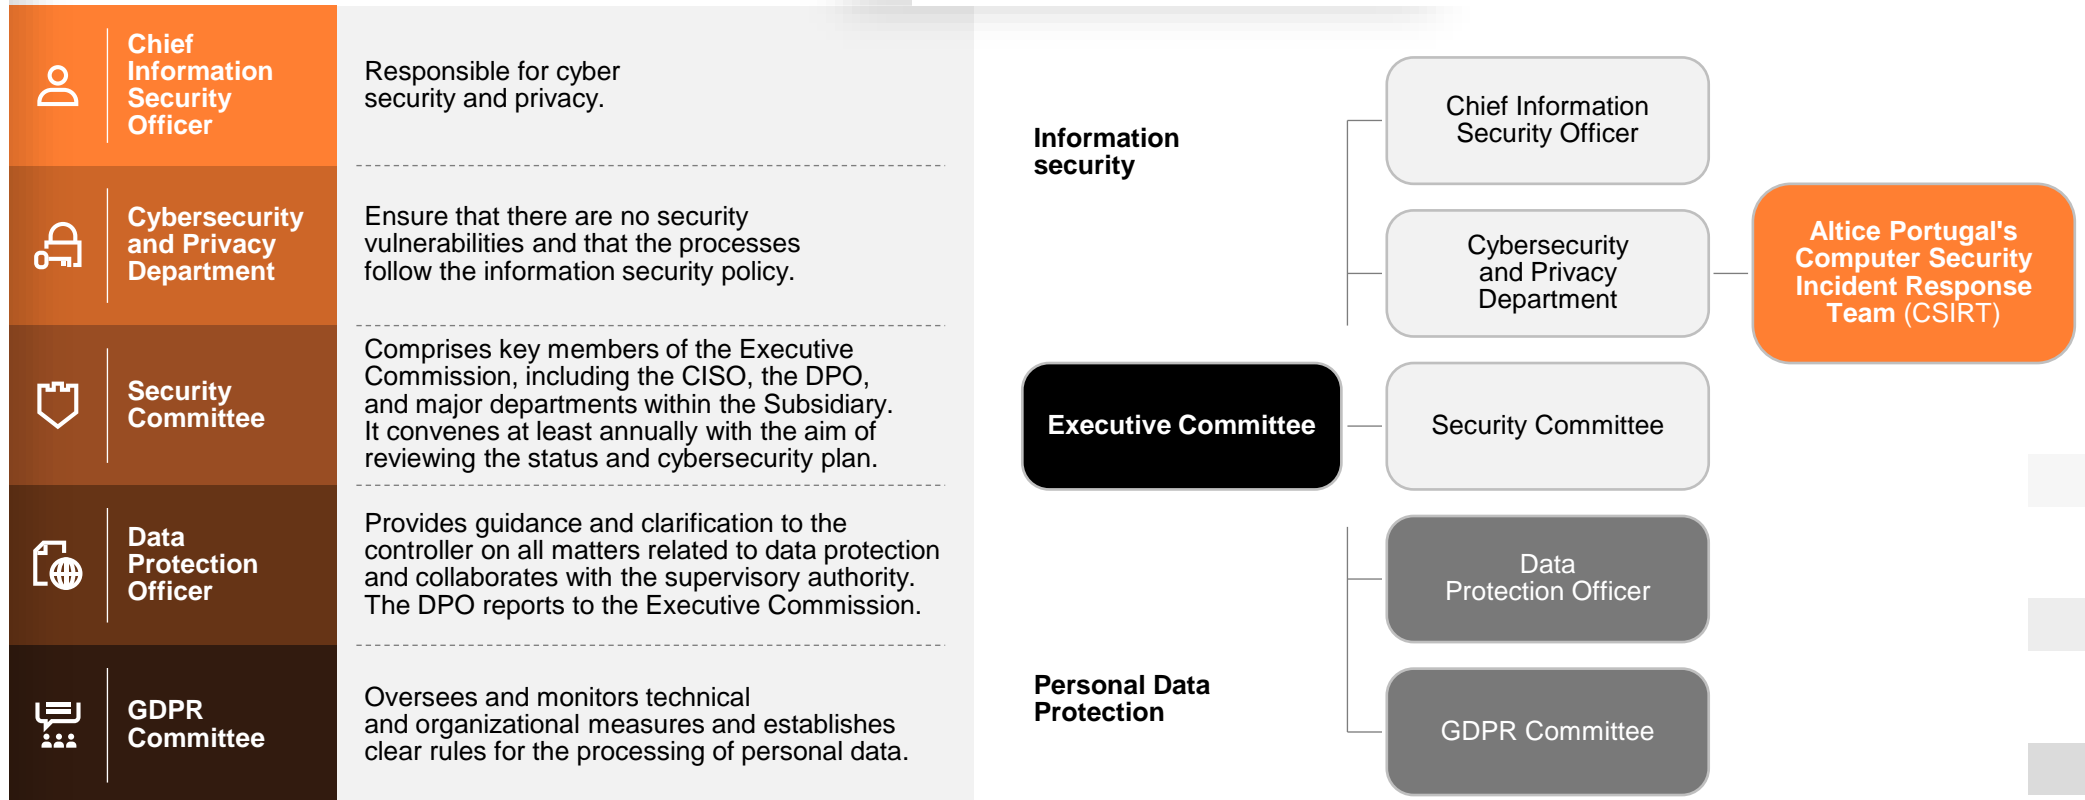 Chief
Information
Security
Officer
Responsible for cyber
security and privacy.
Cybersecurity
and Privacy
Department
Ensure that there are no security
vulnerabilities and that the processes
follow the information security policy.
Security
Committee
Comprises key members of the Executive
Commission, including the CISO, the DPO,
and major departments within the Subsidiary.
It convenes at least annually with the aim of
reviewing the status and cybersecurity plan.
Data
Protection
Officer
Provides guidance and clarification to the
controller on all matters related to data protection
and collaborates with the supervisory authority.
The DPO reports to the Executive Commission.
GDPR
Committee
Oversees and monitors technical
and organizational measures and establishes
clear rules for the processing of personal data.
Information
security
Chief Information
Security Officer
Cybersecurity
and Privacy
Department
Altice Portugal's
Computer Security
Incident Response
Team (CSIRT)
Executive Committee
Security Committee
Data
Protection Officer
Personal Data
Protection
GDPR Committee